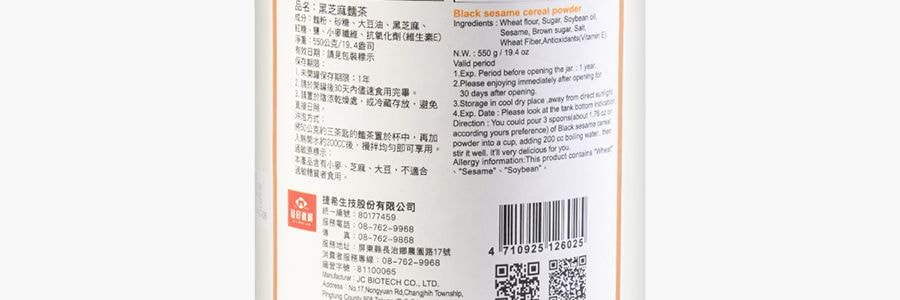 品名：黑芝麻麵茶
成分：麵粉、砂糖、大豆油、黑芝麻、
紅糖、鹽、小麥纖維、抗氧化劑(維生素E)
淨重：550公克/19.4盎司
有效日期：請見包裝標示
保存期限：
1. 未開罐保存期限：1年
2. 請於開罐後30天內儘速食用完畢。
3. 請置於陰涼乾燥處，或冷藏存放，避免
直接日照。
沖泡方式：
將50公克約三茶匙的麵茶置於杯中，再加
入熱開水約200CC後，攪拌均勻即可享用。
過敏原標示：
本產品含有小麥、芝麻、大豆，不適合
過敏體質者食用。
捷希生技股份有限公司
統一編號：80177459
服務電話：08-762-9968
傳　真：08-762-9868
服務地址：屏東縣長治鄉農園路17號
消費者服務專線：08-762-9968
廠登字號：81100065
Manufacturer：JC BIOTECH CO., LTD.
Address：No.17,Nongyuan Rd,Changjhih Township,
Pingtung County 908
Black sesame cereal powder
Ingredients : Wheat flour, Sugar, Soybean oil,
Sesame, Brown sugar, Salt,
Wheat Fiber,Antioxidants(Vitamin E)
N.W. : 550 g / 19.4 oz
Valid period
1.Exp. Period before opening the jar. : 1 year.
2.Please enjoying immediately after opening for
30 days after opening.
3.Storage in cool dry place ,away from direct sunlight.
4.Exp. Date : Please look at the tank bottom indication.
Direction : You could pour 3 spoons(about 1.76 oz
according yours preference) of Black sesame cereal
powder into a cup, adding 200 cc boiling water, then
stir it well. It'll very delicious for you.
Allergy information:This product contains "Wheat"
、"Sesame"、"Soybean"。
4 710925 126025